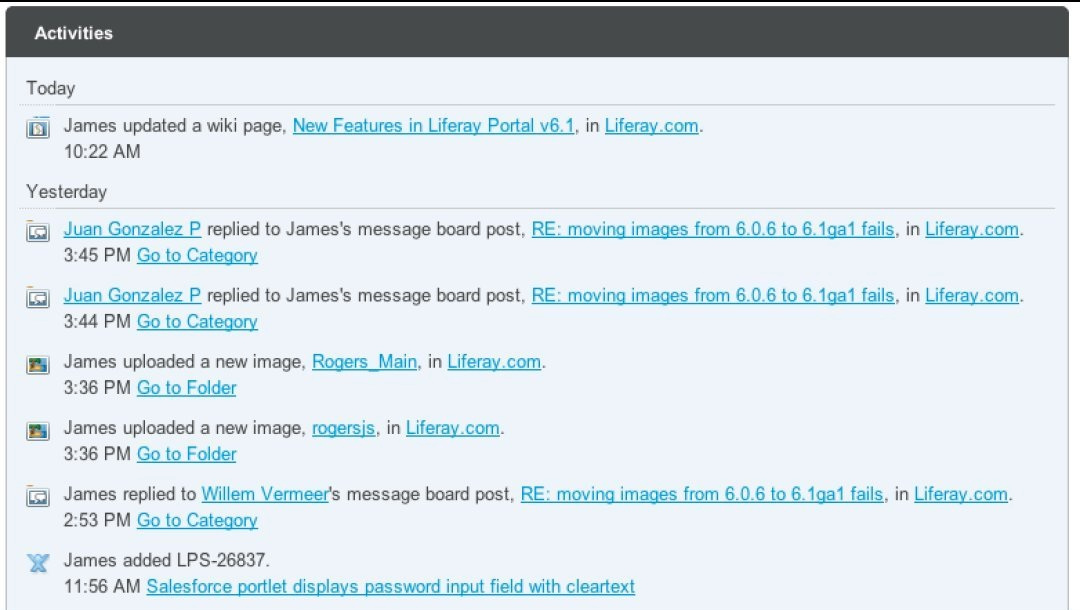 Activities
Today
James updated a wiki page, New Features in Liferay Portal v6.1, in Liferay.com.
10:22 AM
Yesterday
Juan Gonzalez P replied to James's message board post, RE: moving images from 6.0.6 to 6.1ga1 fails, in Liferay.com.
3:45 PM Go to Category
Juan Gonzalez P replied to James's message board post, RE: moving images from 6.0.6 to 6.1ga1 fails, in Liferay.com.
3:44 PM Go to Category
James uploaded a new image, Rogers_Main, in Liferay.com.
3:36 PM Go to Folder
James uploaded a new image, rogersjs, in Liferay.com.
3:36 PM Go to Folder
James replied to Willem Vermeer's message board post, RE: moving images from 6.0.6 to 6.1ga1 fails, in Liferay.com.
2:53 PM Go to Category
James added LPS-26837.
11:56 AM Salesforce portlet displays password input field with cleartext